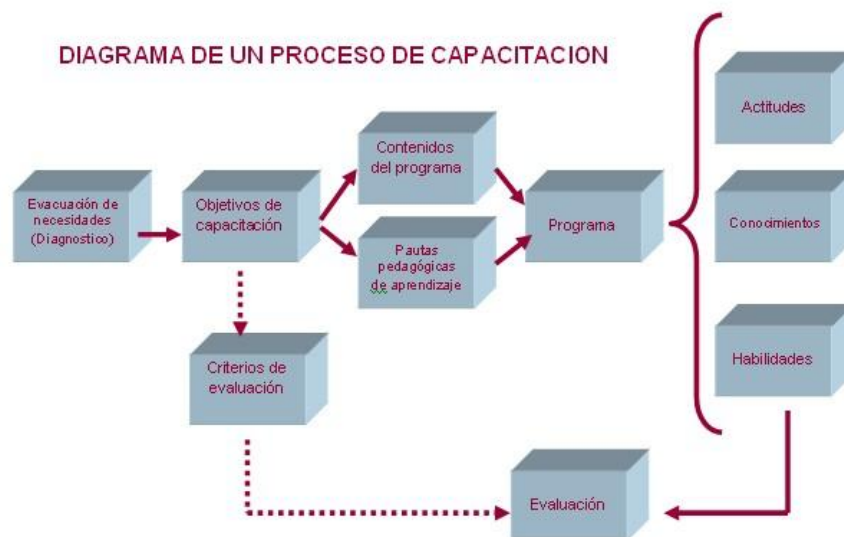 DIAGRAMA DE UN PROCESO DE CAPACITACION
Evacuación de
necesidades
(Diagnostico)
Objetivos de
capacitación
Contenidos
del programa
Pautas
pedagógicas
de aprendizaje
Programa
Actitudes
Conocimientos
Habilidades
Criterios de
evaluación
Evaluación